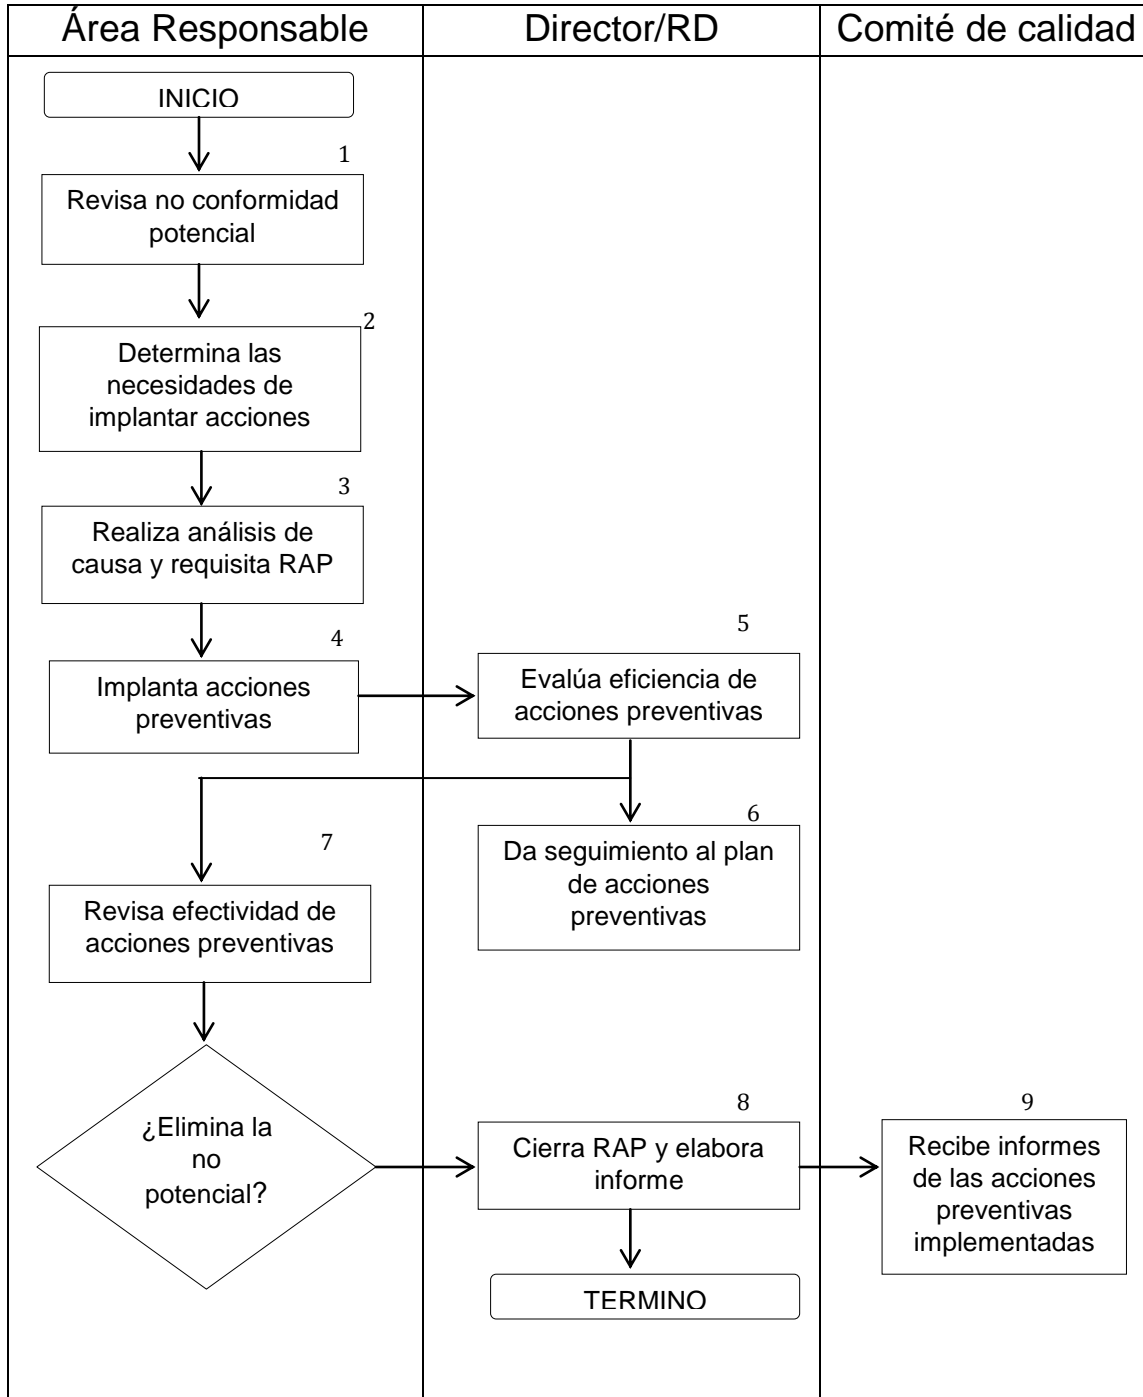 Área Responsable
Director/RD
Comité de calidad
INICIO
1
Revisa no conformidad
potencial
2
Determina las
necesidades de
implantar acciones
3
Realiza análisis de
causa y requisita RAP
4
Implanta acciones
preventivas
5
Evalúa eficiencia de
acciones preventivas
6
Da seguimiento al plan
de acciones
preventivas
7
Revisa efectividad de
acciones preventivas
¿Elimina la
no
potencial?
8
Cierra RAP y elabora
informe
9
Recibe informes
de las acciones
preventivas
implementadas
TERMINO